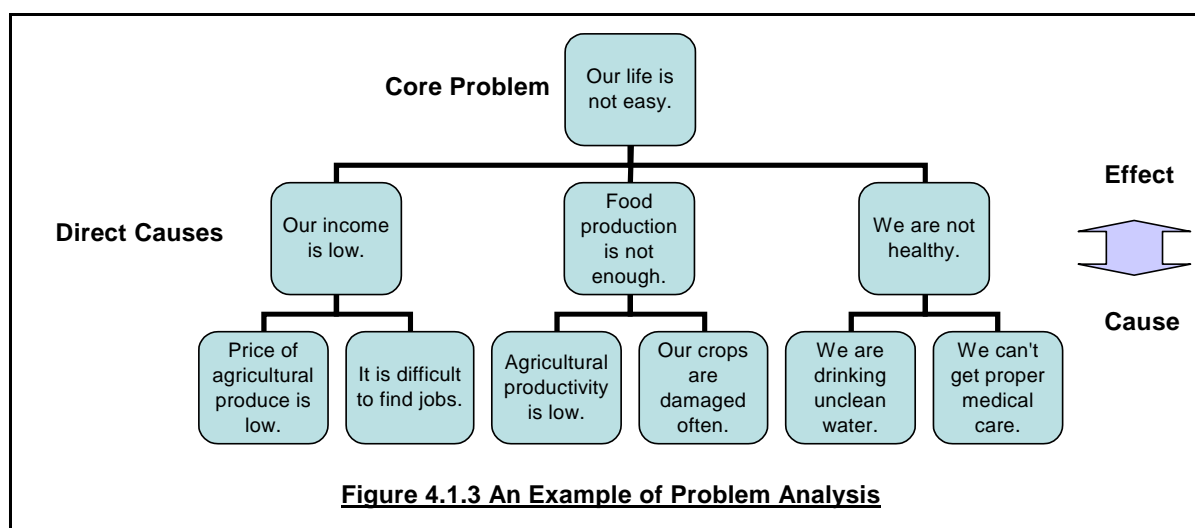 Core Problem
Our life is
not easy.
Effect
Direct Causes
Our income
is low.
Food
production
is not
enough.
We are not
healthy.
Cause
Price of
agricultural
produce is
low.
It is difficult
to find jobs.
Agricultural
productivity
is low.
Our crops
are
damaged
often.
We are
drinking
unclean
water.
We can't
get proper
medical
care.
Figure 4.1.3 An Example of Problem Analysis